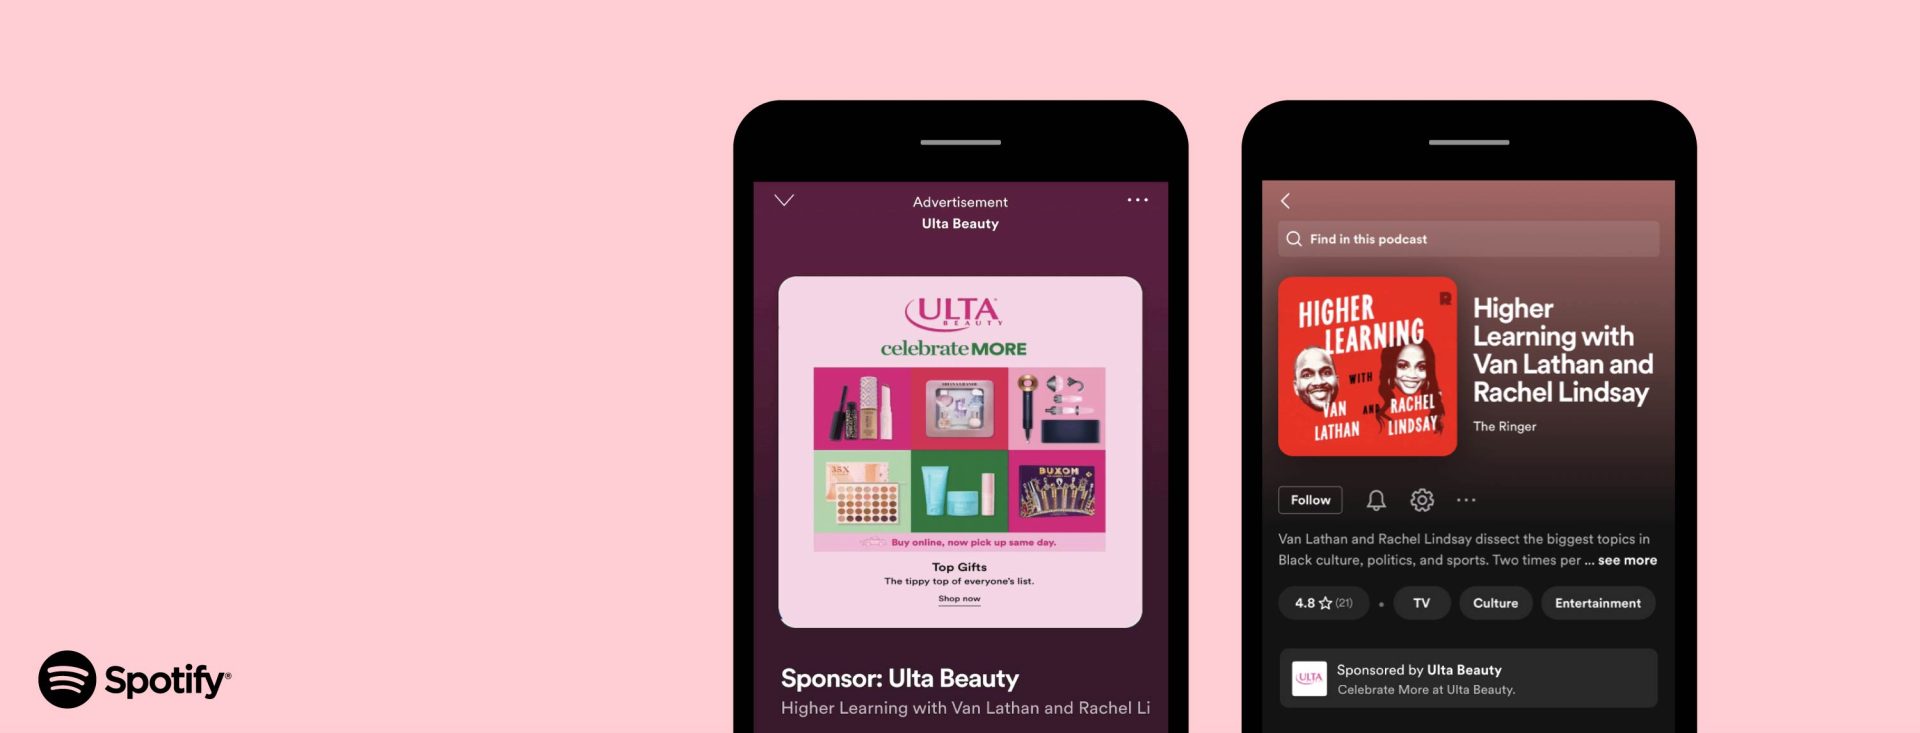 Advertisement
Ulta Beauty
ULTA
BEAUTY
celebrate MORE
ARIANA GRANDE
35X
BUXOM
Buy online, now pick up same day.
Top Gifts
The tippy top of everyone's list.
Shop now
Sponsor: Ulta Beauty
Higher Learning with Van Lathan and Rachel Li
Find in this podcast
R
HIGHER
LEARNING
WITH
VAN AND RACHEL
LATHAN LINDSAY
Higher
Learning with
Van Lathan and
Rachel Lindsay
The Ringer
Follow
Van Lathan and Rachel Lindsay dissect the biggest topics in
Black culture, politics, and sports. Two times per ... see more
4.8 (21) • TV Culture Entertainment
ULTA
Sponsored by Ulta Beauty
Celebrate More at Ulta Beauty.
Spotify®